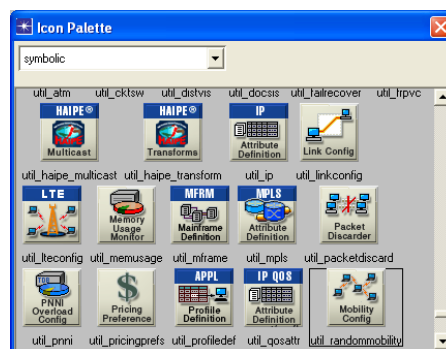 Icon Palette
symbolic
util_atm util_cktsw util_distvis util_docsis util_failrecover util_frpvc
HAIPE® HAIPE® IP
Multicast Transforms Attribute Definition Link Config
util_haipe_multicast util_haipe_transform util_ip util_linkconfig
LTE Memory Usage Monitor MFRM Mainframe Definition MPLS Attribute Definition Packet Discarder
util_lteconfig util_memusage util_mframe util_mpls util_packetdiscard
PNNI Overload Config Pricing Preference APPL Profile Definition IP QOS Attribute Definition Mobility Config
util_pnni util_pricingprefs util_profiledef util_qosattr util_randommobility